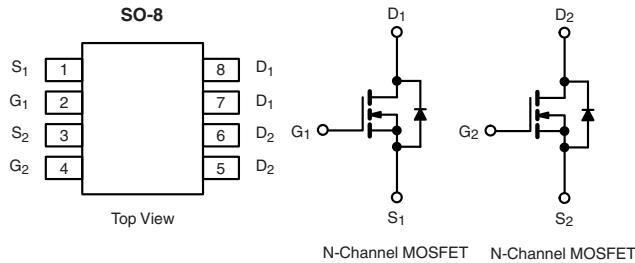 SO-8
S1 1 8 D1
G1 2 7 D1
S2 3 6 D2
G2 4 5 D2
Top View
D1
G1
S1
N-Channel MOSFET
D2
G2
S2
N-Channel MOSFET